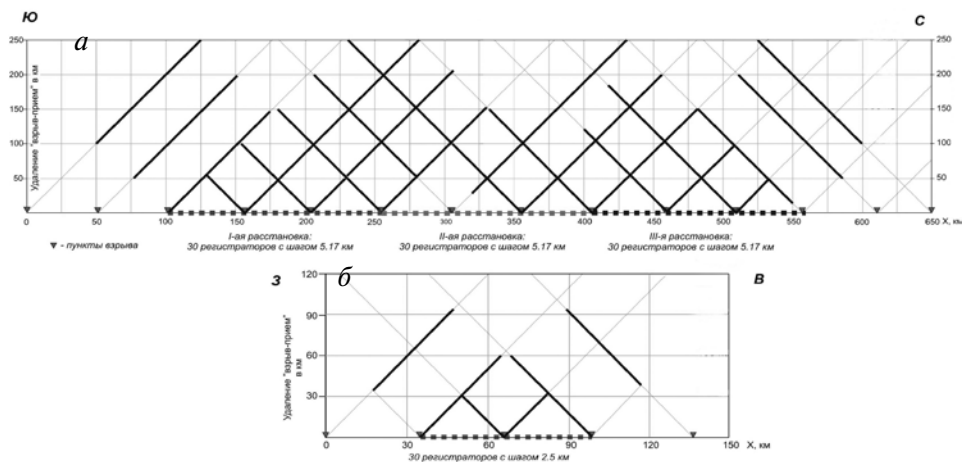 Ю
С
а
250
200
150
100
50
Удаление "взрыв-прием" в км
250
200
150
100
50
0 50 100 150 200 250 300 350 400 450 500 550 600 650 X, км
▼ - пункты взрыва
I-ая расстановка:
30 регистраторов с шагом 5.17 км
II-ая расстановка:
30 регистраторов с шагом 5.17 км
III-я расстановка:
30 регистраторов с шагом 5.17 км
З
б
В
120
90
60
30
Удаление "взрыв-прием"
в км
0 30 60 90 120 150 X, км
30 регистраторов с шагом 2.5 км